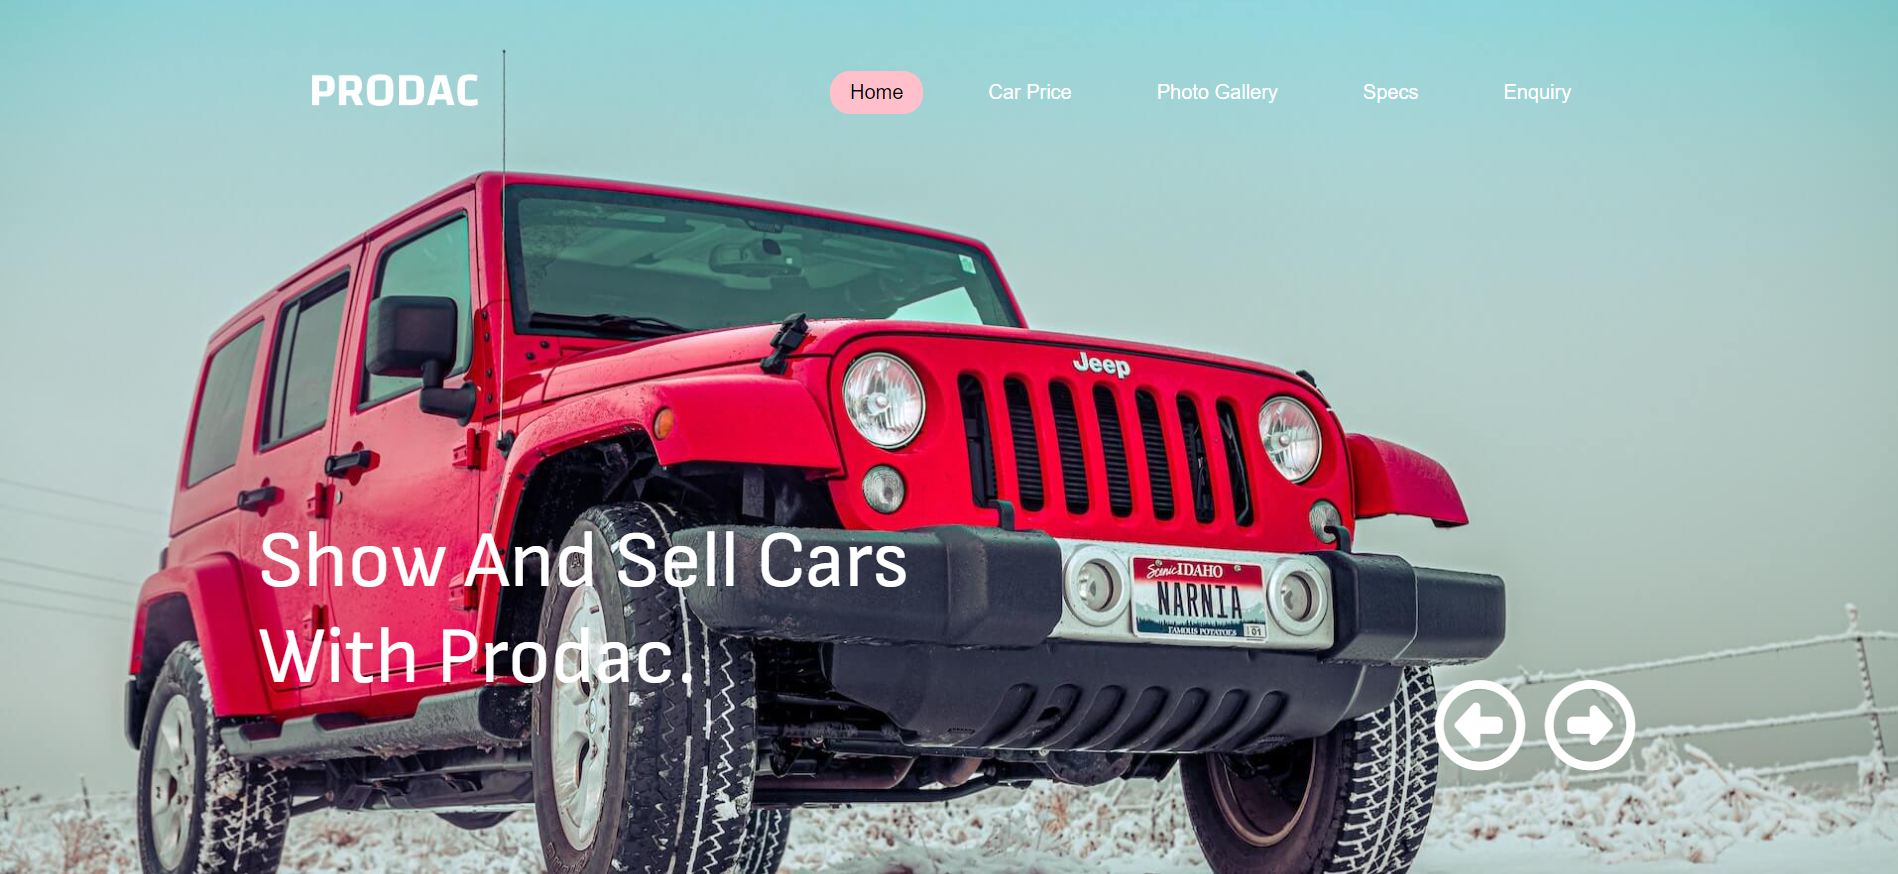 PRODAC
Home
Car Price
Photo Gallery
Specs
Enquiry
Jeep
Show And Sell Cars
With Prodac.
Scenic IDAHO
NARNIA
FAMOUS POTATOES
01